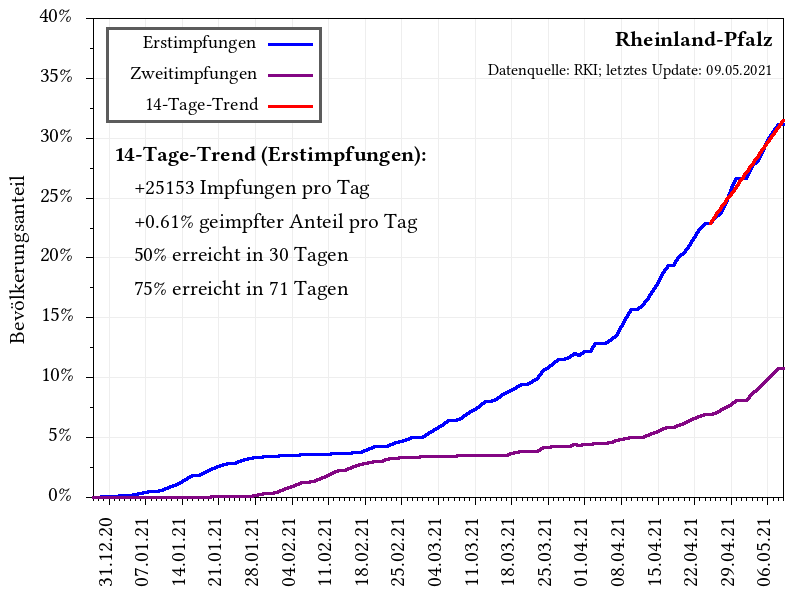 40%
35%
30%
25%
20%
15%
10%
5%
0%
Bevölkerungsanteil
Erstimpfungen
Zweitimpfungen
14-Tage-Trend
Rheinland-Pfalz
Datenquelle: RKI; letztes Update: 09.05.2021
14-Tage-Trend (Erstimpfungen):
+25153 Impfungen pro Tag
+0.61% geimpfter Anteil pro Tag
50% erreicht in 30 Tagen
75% erreicht in 71 Tagen
31.12.20
07.01.21
14.01.21
21.01.21
28.01.21
04.02.21
11.02.21
18.02.21
25.02.21
04.03.21
11.03.21
18.03.21
25.03.21
01.04.21
08.04.21
15.04.21
22.04.21
29.04.21
06.05.21